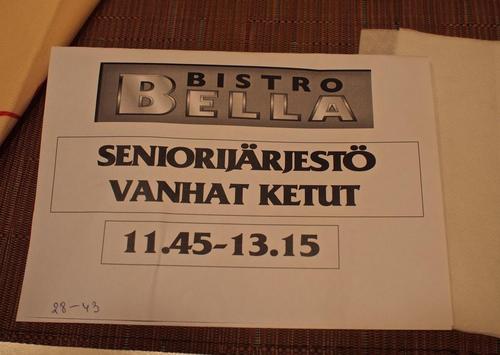 BISTRO
BELLA
SENIORIJÄRJESTÖ
VANHAT KETUT
11.45-13.15
28-43